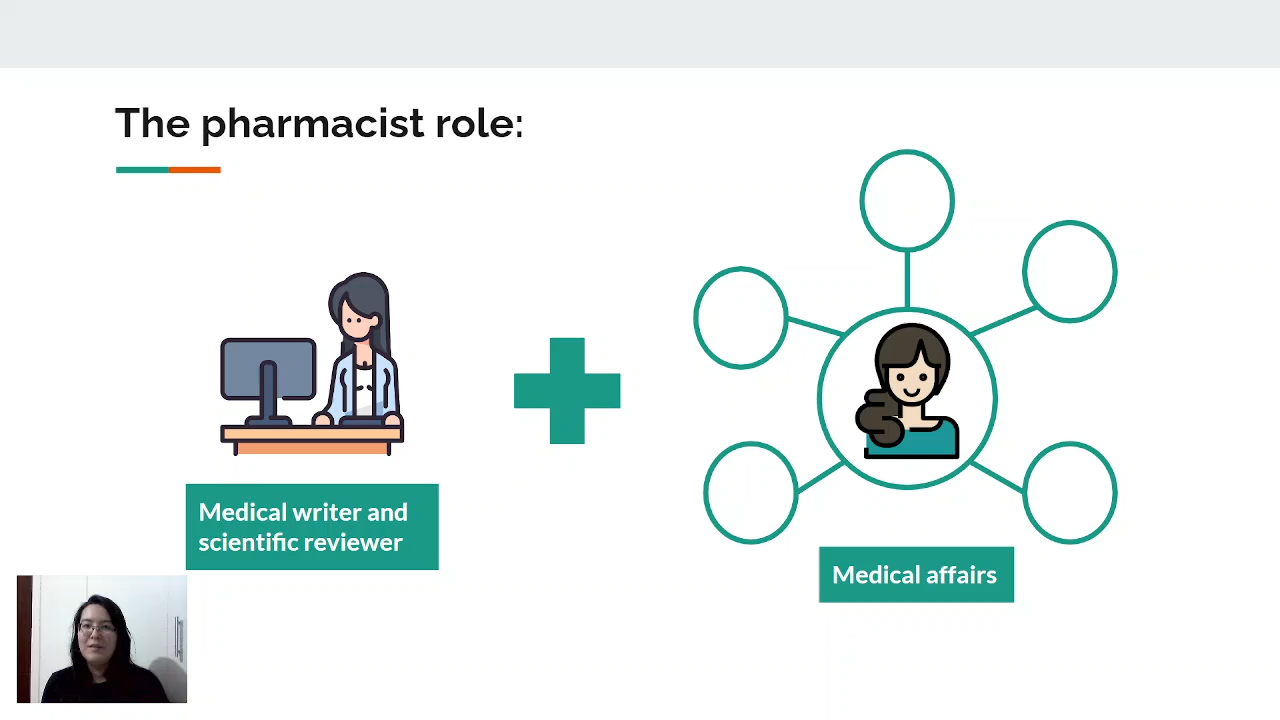 The pharmacist role:
Medical writer and
scientific reviewer
Medical affairs